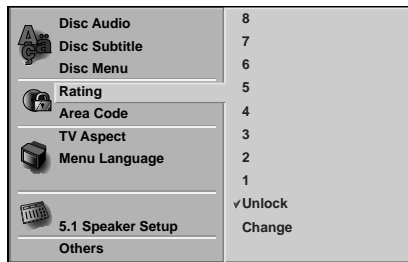 Disc Audio
Disc Subtitle
Disc Menu
Rating
Area Code
TV Aspect
Menu Language
5.1 Speaker Setup
Others
8
7
6
5
4
3
2
1
✓Unlock
Change